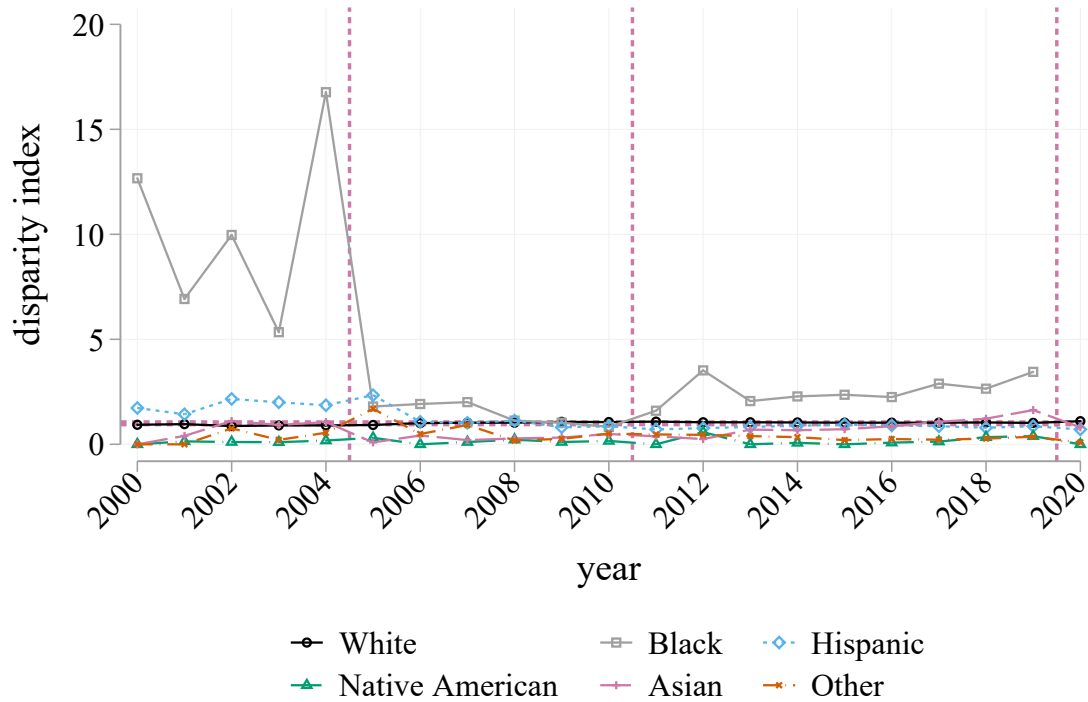 20
15
10
5
0
disparity index
2000 2002 2004 2006 2008 2010 2012 2014 2016 2018 2020
year
White Black Hispanic
Native American Asian Other